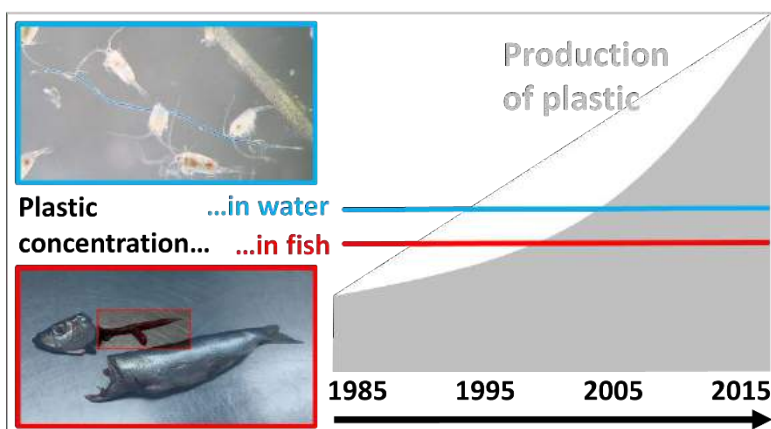 Production
of plastic
Plastic
concentration...
...in water
...in fish
1985 1995 2005 2015